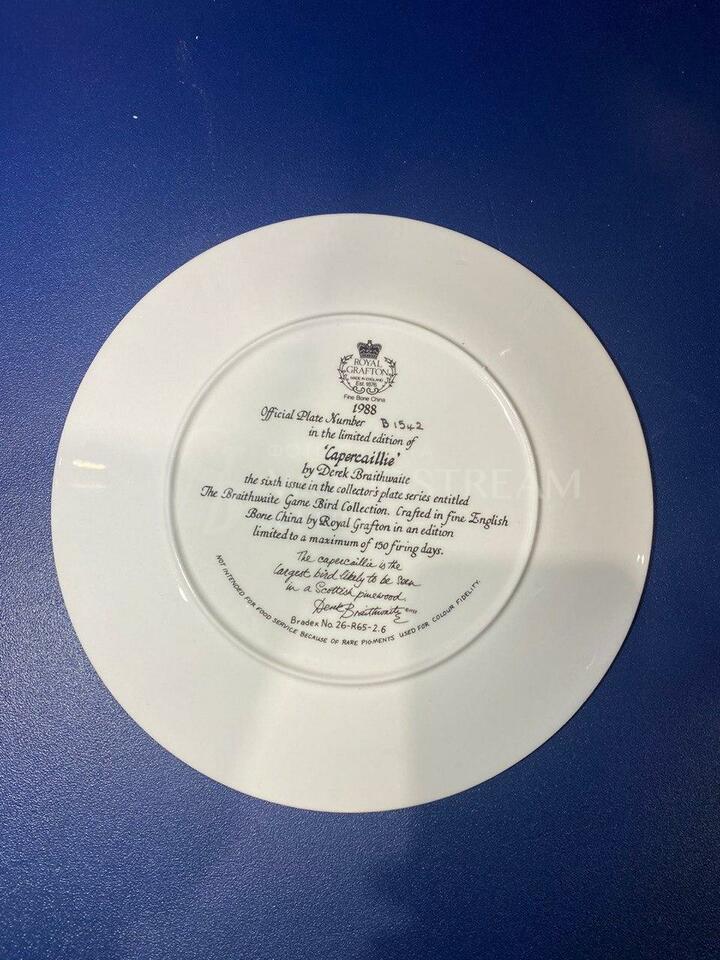 ROYAL
GRAFTON
MADE IN ENGLAND
Est. 1876
Fine Bone China
1988
Official Plate Number B 1542
in the limited edition of
'Capercaillie'
by Derek Braithwaite
the sixth issue in the collector's plate series entitled
The Braithwaite Game Bird Collection. Crafted in fine English
Bone China by Royal Grafton in an edition
limited to a maximum of 150 firing days.
The capercaillie is the
largest bird likely to be seen
in a Scottish pinewood.
Derek Braithwaite
Bradex No. 26-R65-2.6
NOT INTENDED FOR FOOD SERVICE BECAUSE OF RARE PIGMENTS USED FOR COLOUR FIDELITY.
STREAM